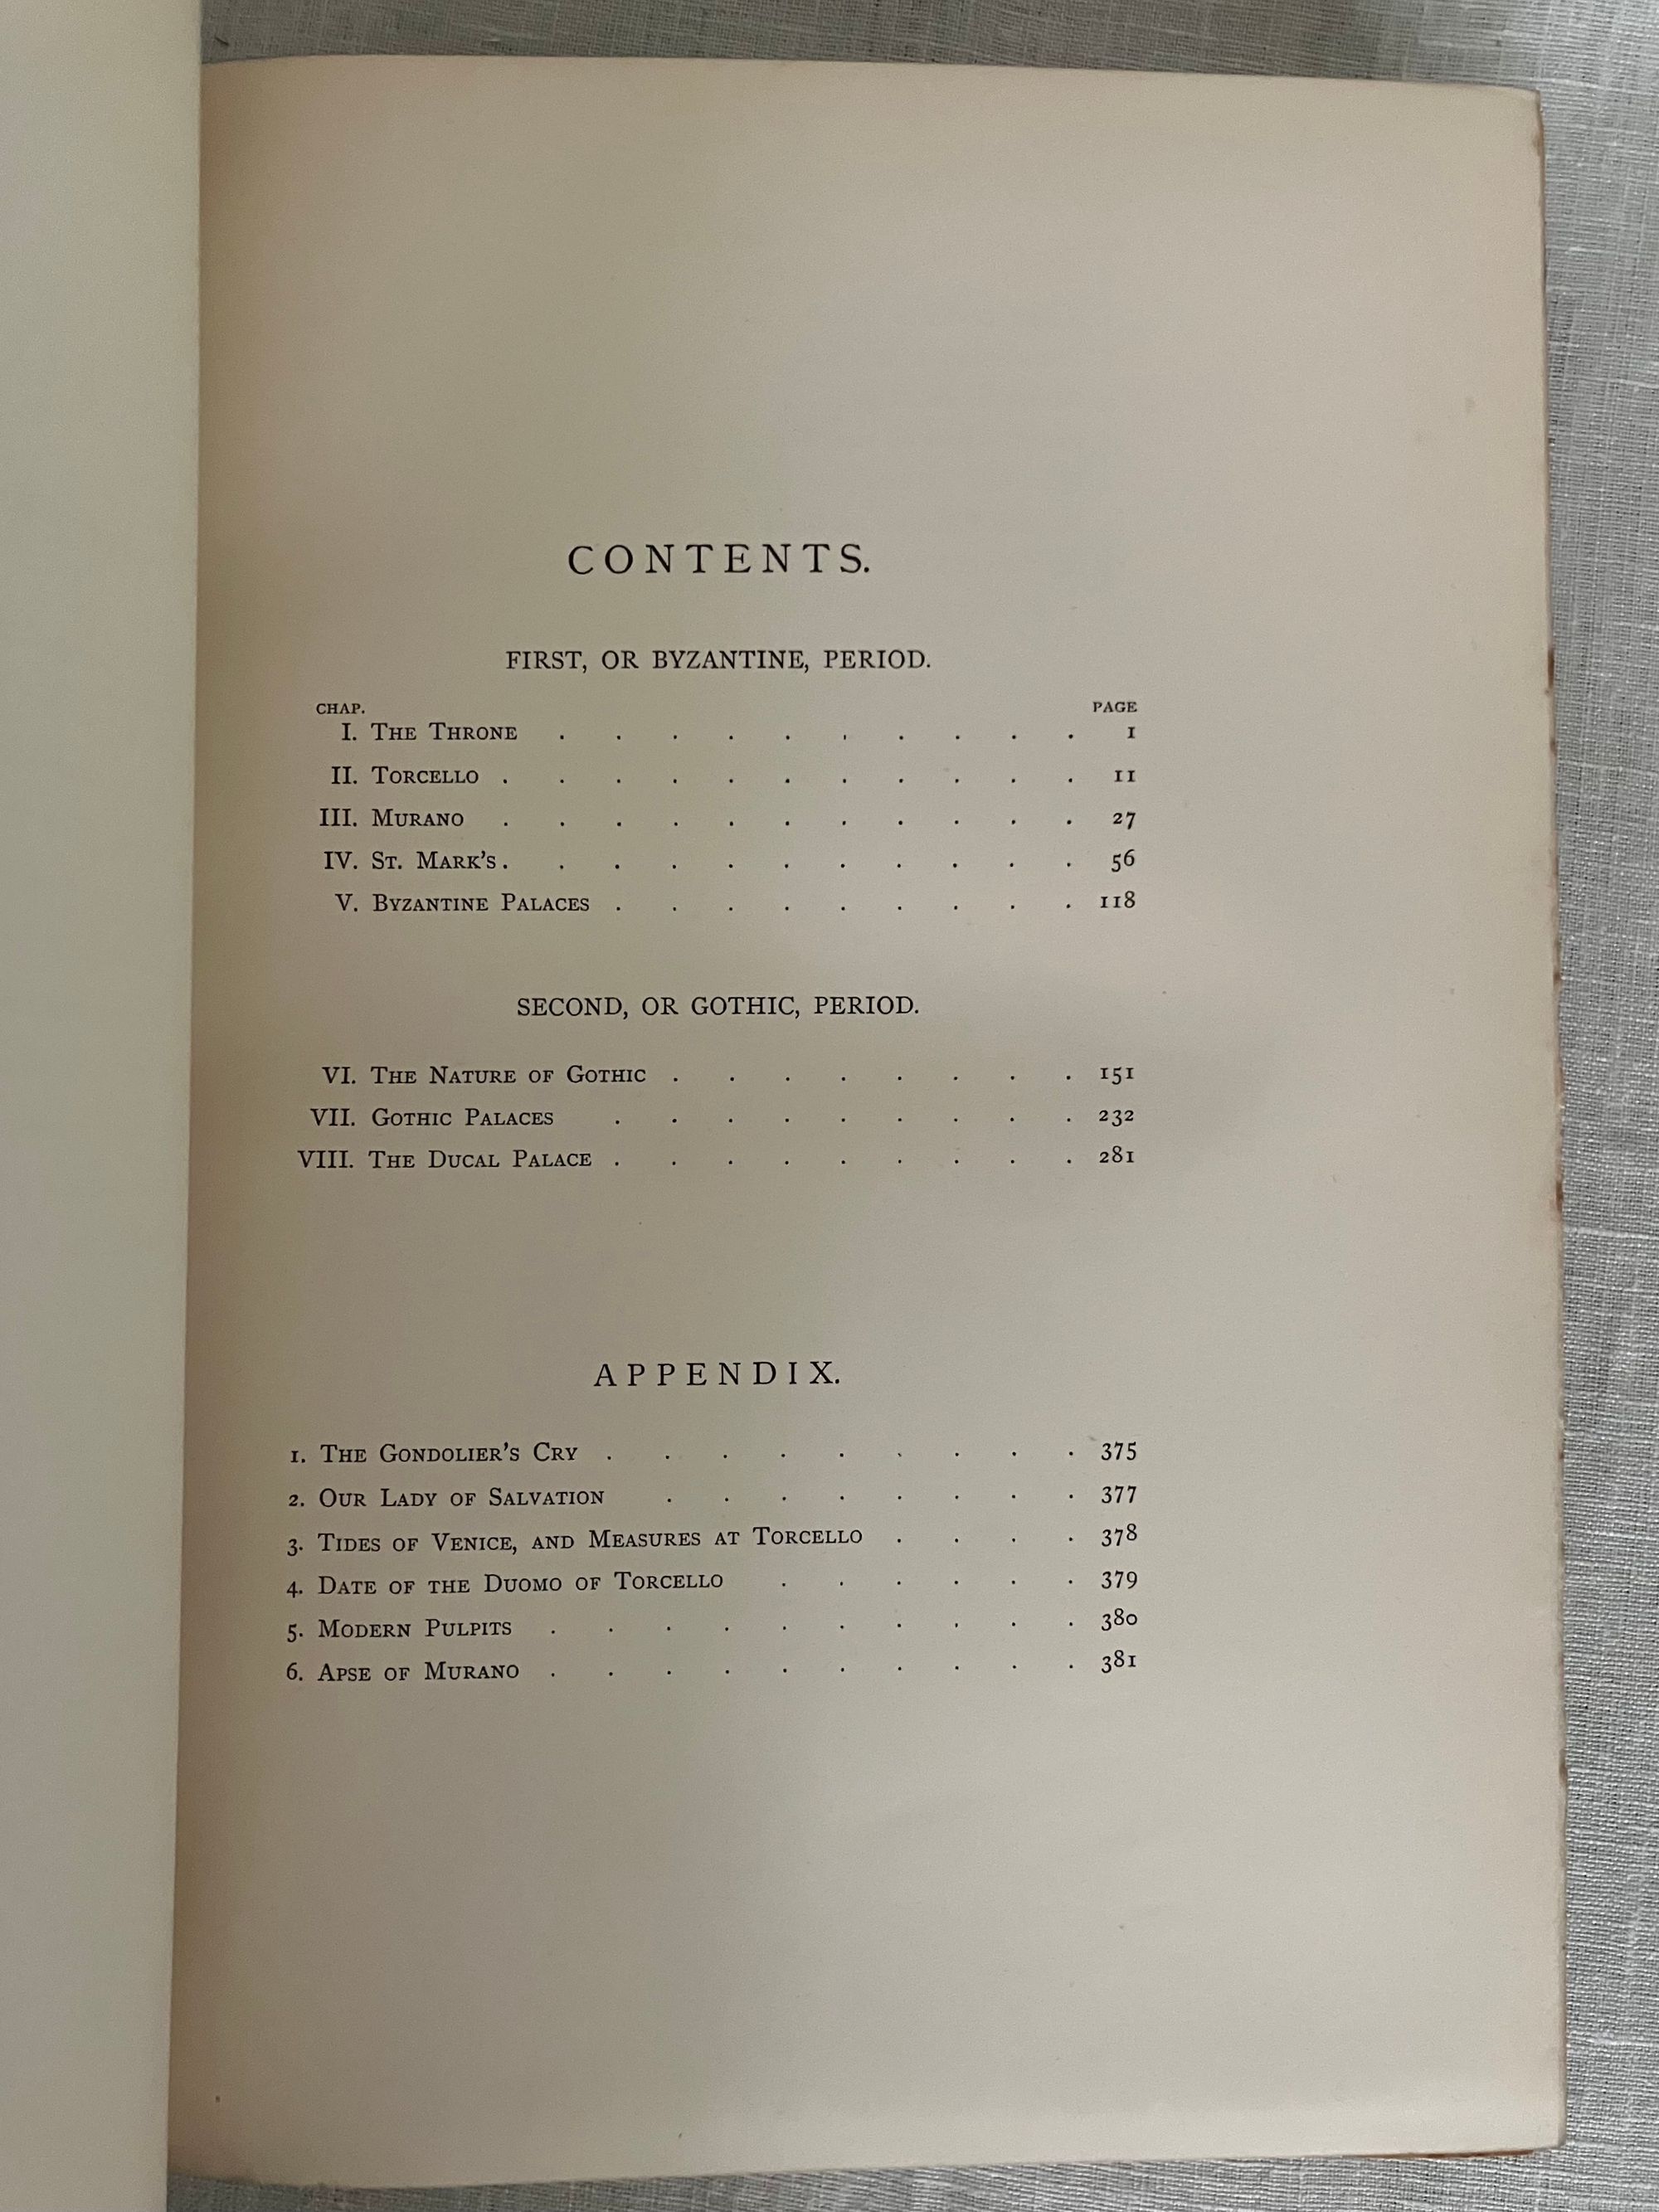 CONTENTS.
FIRST, OR BYZANTINE, PERIOD.
CHAP. PAGE
I. THE THRONE . . . . . . . . . . 1
II. TORCELLO . . . . . . . . . . . 11
III. MURANO . . . . . . . . . . . 27
IV. ST. MARK'S . . . . . . . . . . . 56
V. BYZANTINE PALACES . . . . . . . . . 118
SECOND, OR GOTHIC, PERIOD.
VI. THE NATURE OF GOTHIC . . . . . . . . 151
VII. GOTHIC PALACES . . . . . . . . . 232
VIII. THE DUCAL PALACE . . . . . . . . . 281
APPENDIX.
1. THE GONDOLIER'S CRY . . . . . . . . . 375
2. OUR LADY OF SALVATION . . . . . . . . 377
3. TIDES OF VENICE, AND MEASURES AT TORCELLO . . . . 378
4. DATE OF THE DUOMO OF TORCELLO . . . . . . 379
5. MODERN PULPITS . . . . . . . . . . 380
6. APSE OF MURANO . . . . . . . . . . 381